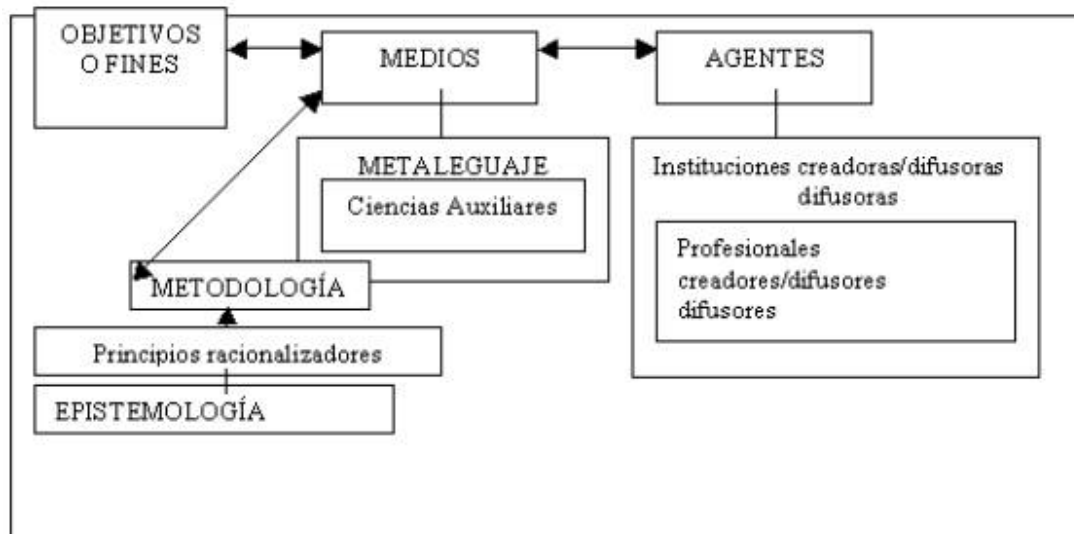 OBJETIVOS
O FINES
MEDIOS
AGENTES
METALEGUAJE
Ciencias Auxiliares
Instituciones creadoras/difusoras
difusoras
Profesionales
creadores/difusores
difusores
METODOLOGÍA
Principios racionalizadores
EPISTEMOLOGÍA